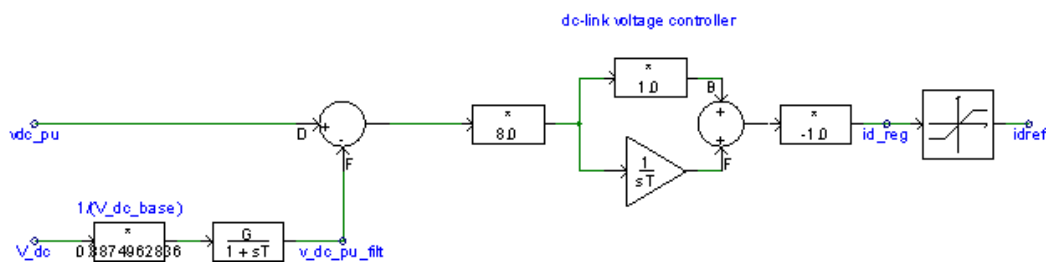 dc-link voltage controller
*
1.0
B
vdc_pu
D
+
-
F
*
8.0
+
+
*
-1.0
id_reg
idref
1
sT
F
1/(V_dc_base)
V_dc
*
G
1 + sT
v_dc_pu_filt